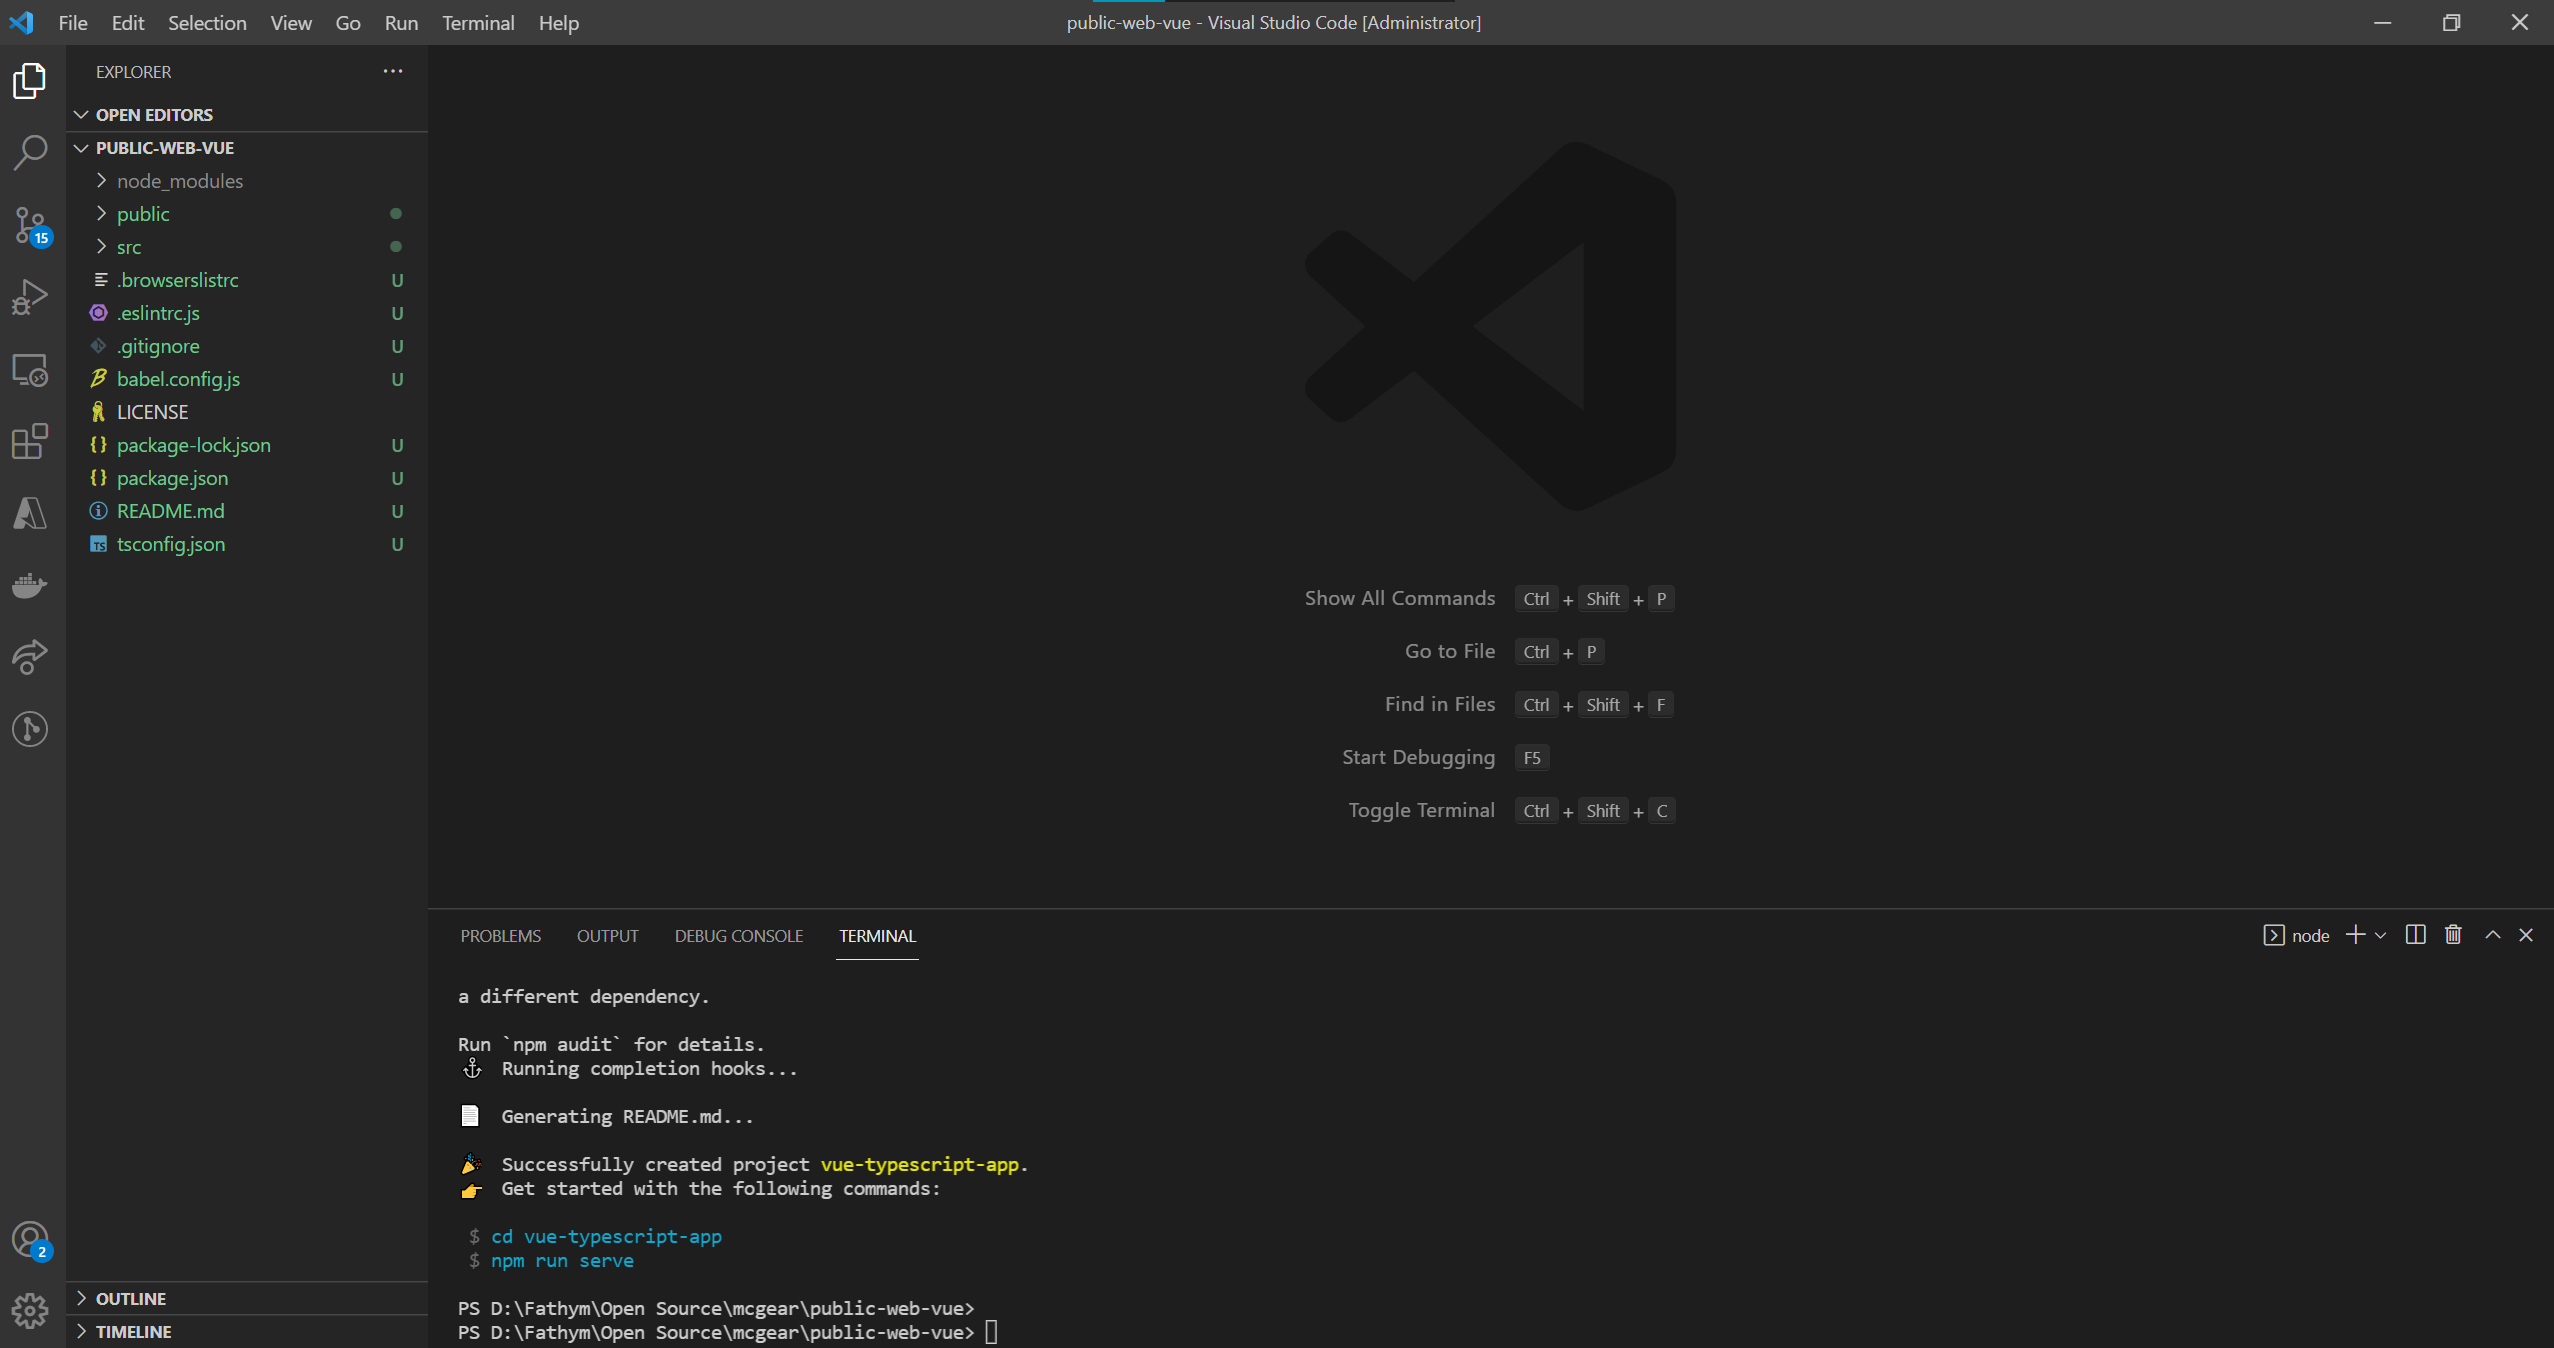 File Edit Selection View Go Run Terminal Help
public-web-vue - Visual Studio Code [Administrator]
EXPLORER
OPEN EDITORS
PUBLIC-WEB-VUE
node_modules
public
src
.browserslistrc U
.eslintrc.js U
.gitignore U
babel.config.js U
LICENSE
package-lock.json U
package.json U
README.md U
TS tsconfig.json U
15
2
OUTLINE
TIMELINE
Show All Commands Ctrl + Shift + P
Go to File Ctrl + P
Find in Files Ctrl + Shift + F
Start Debugging F5
Toggle Terminal Ctrl + Shift + C
PROBLEMS OUTPUT DEBUG CONSOLE TERMINAL
node
a different dependency.
Run `npm audit` for details.
⚓ Running completion hooks...
📄 Generating README.md...
🎉 Successfully created project vue-typescript-app.
👉 Get started with the following commands:
$ cd vue-typescript-app
$ npm run serve
PS D:\Fathym\Open Source\mcgear\public-web-vue>
PS D:\Fathym\Open Source\mcgear\public-web-vue>